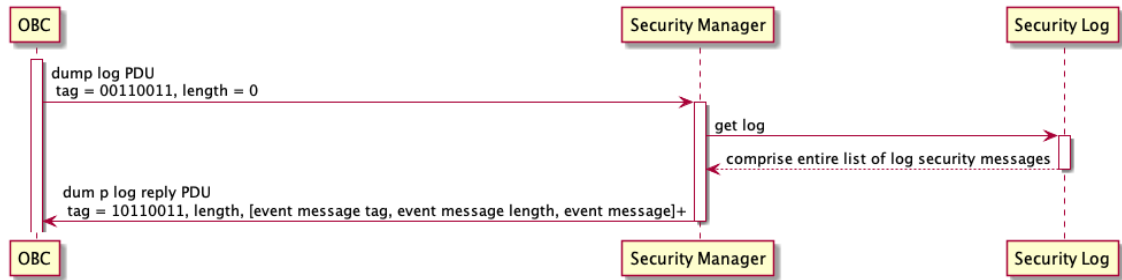 OBC
Security Manager
Security Log
dump log PDU
tag = 00110011, length = 0
get log
comprise entire list of log security messages
dum p log reply PDU
tag = 10110011, length, [event message tag, event message length, event message]+
OBC
Security Manager
Security Log